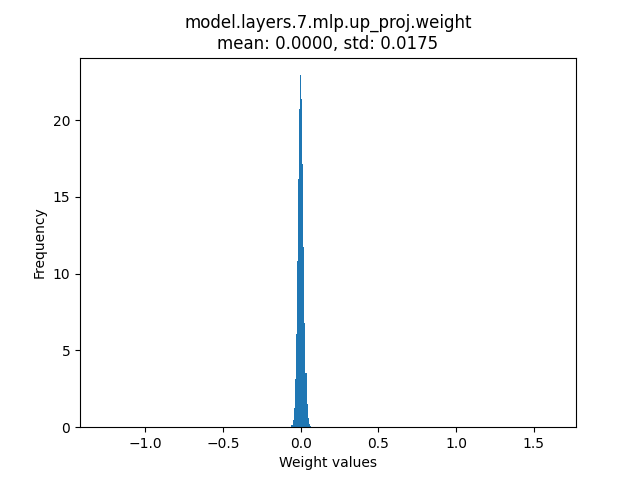 model.layers.7.mlp.up_proj.weight
mean: 0.0000, std: 0.0175
Frequency
20
15
10
5
0
−1.0 −0.5 0.0 0.5 1.0 1.5
Weight values